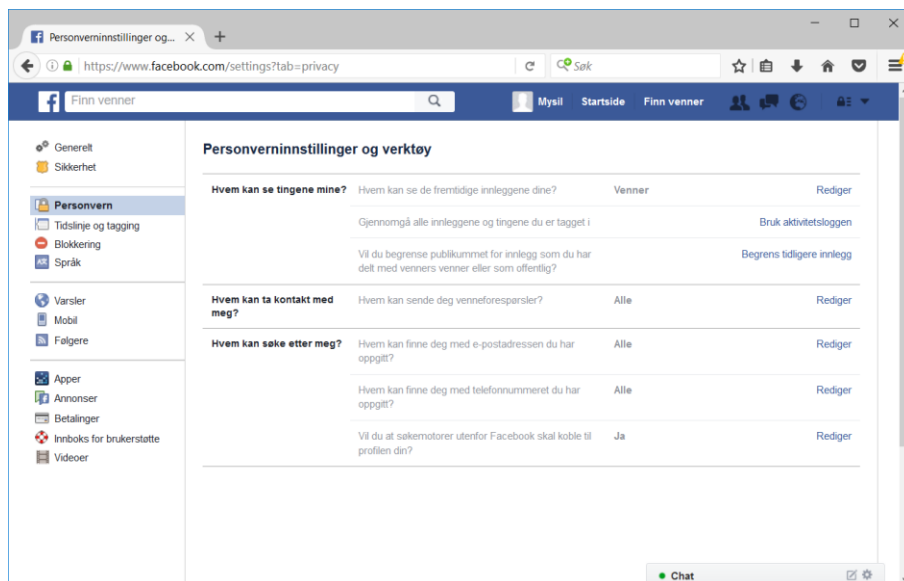 Personverninnstillinger og...
https://www.facebook.com/settings?tab=privacy
Søk
Finn venner
Mysil
Startside
Finn venner
Generelt
Sikkerhet
Personvern
Tidslinje og tagging
Blokkering
Språk
Varsler
Mobil
Følgere
Apper
Annonser
Betalinger
Innboks for brukerstøtte
Videoer
Personverninnstillinger og verktøy
Hvem kan se tingene mine?
Hvem kan se de fremtidige innleggene dine?
Venner
Rediger
Gjennomgå alle innleggene og tingene du er tagget i
Bruk aktivitetsloggen
Vil du begrense publikummet for innlegg som du har
delt med venners venner eller som offentlig?
Begrens tidligere innlegg
Hvem kan ta kontakt med
meg?
Hvem kan sende deg venneforespørsler?
Alle
Rediger
Hvem kan søke etter meg?
Hvem kan finne deg med e-postadressen du har
oppgitt?
Alle
Rediger
Hvem kan finne deg med telefonnummeret du har
oppgitt?
Alle
Rediger
Vil du at søkemotorer utenfor Facebook skal koble til
profilen din?
Ja
Rediger
Chat